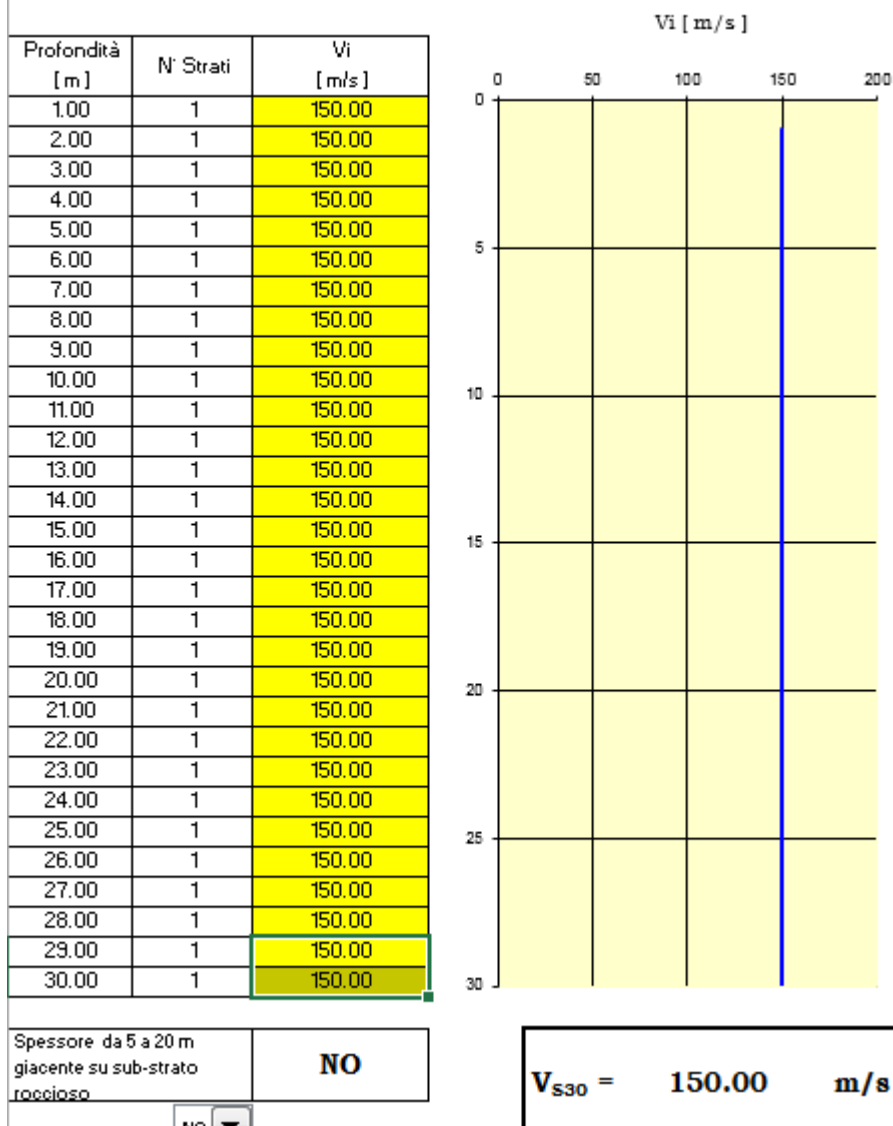 Profondità N° Strati Vi
[ m ] [ m/s ]
1.00 1 150.00
2.00 1 150.00
3.00 1 150.00
4.00 1 150.00
5.00 1 150.00
6.00 1 150.00
7.00 1 150.00
8.00 1 150.00
9.00 1 150.00
10.00 1 150.00
11.00 1 150.00
12.00 1 150.00
13.00 1 150.00
14.00 1 150.00
15.00 1 150.00
16.00 1 150.00
17.00 1 150.00
18.00 1 150.00
19.00 1 150.00
20.00 1 150.00
21.00 1 150.00
22.00 1 150.00
23.00 1 150.00
24.00 1 150.00
25.00 1 150.00
26.00 1 150.00
27.00 1 150.00
28.00 1 150.00
29.00 1 150.00
30.00 1 150.00
Spessore da 5 a 20 m
giacente su sub-strato
roccioso
NO
NO
Vi [ m/s ]
0 50 100 150 200
0
5
10
15
20
25
30
VS30 = 150.00 m/s